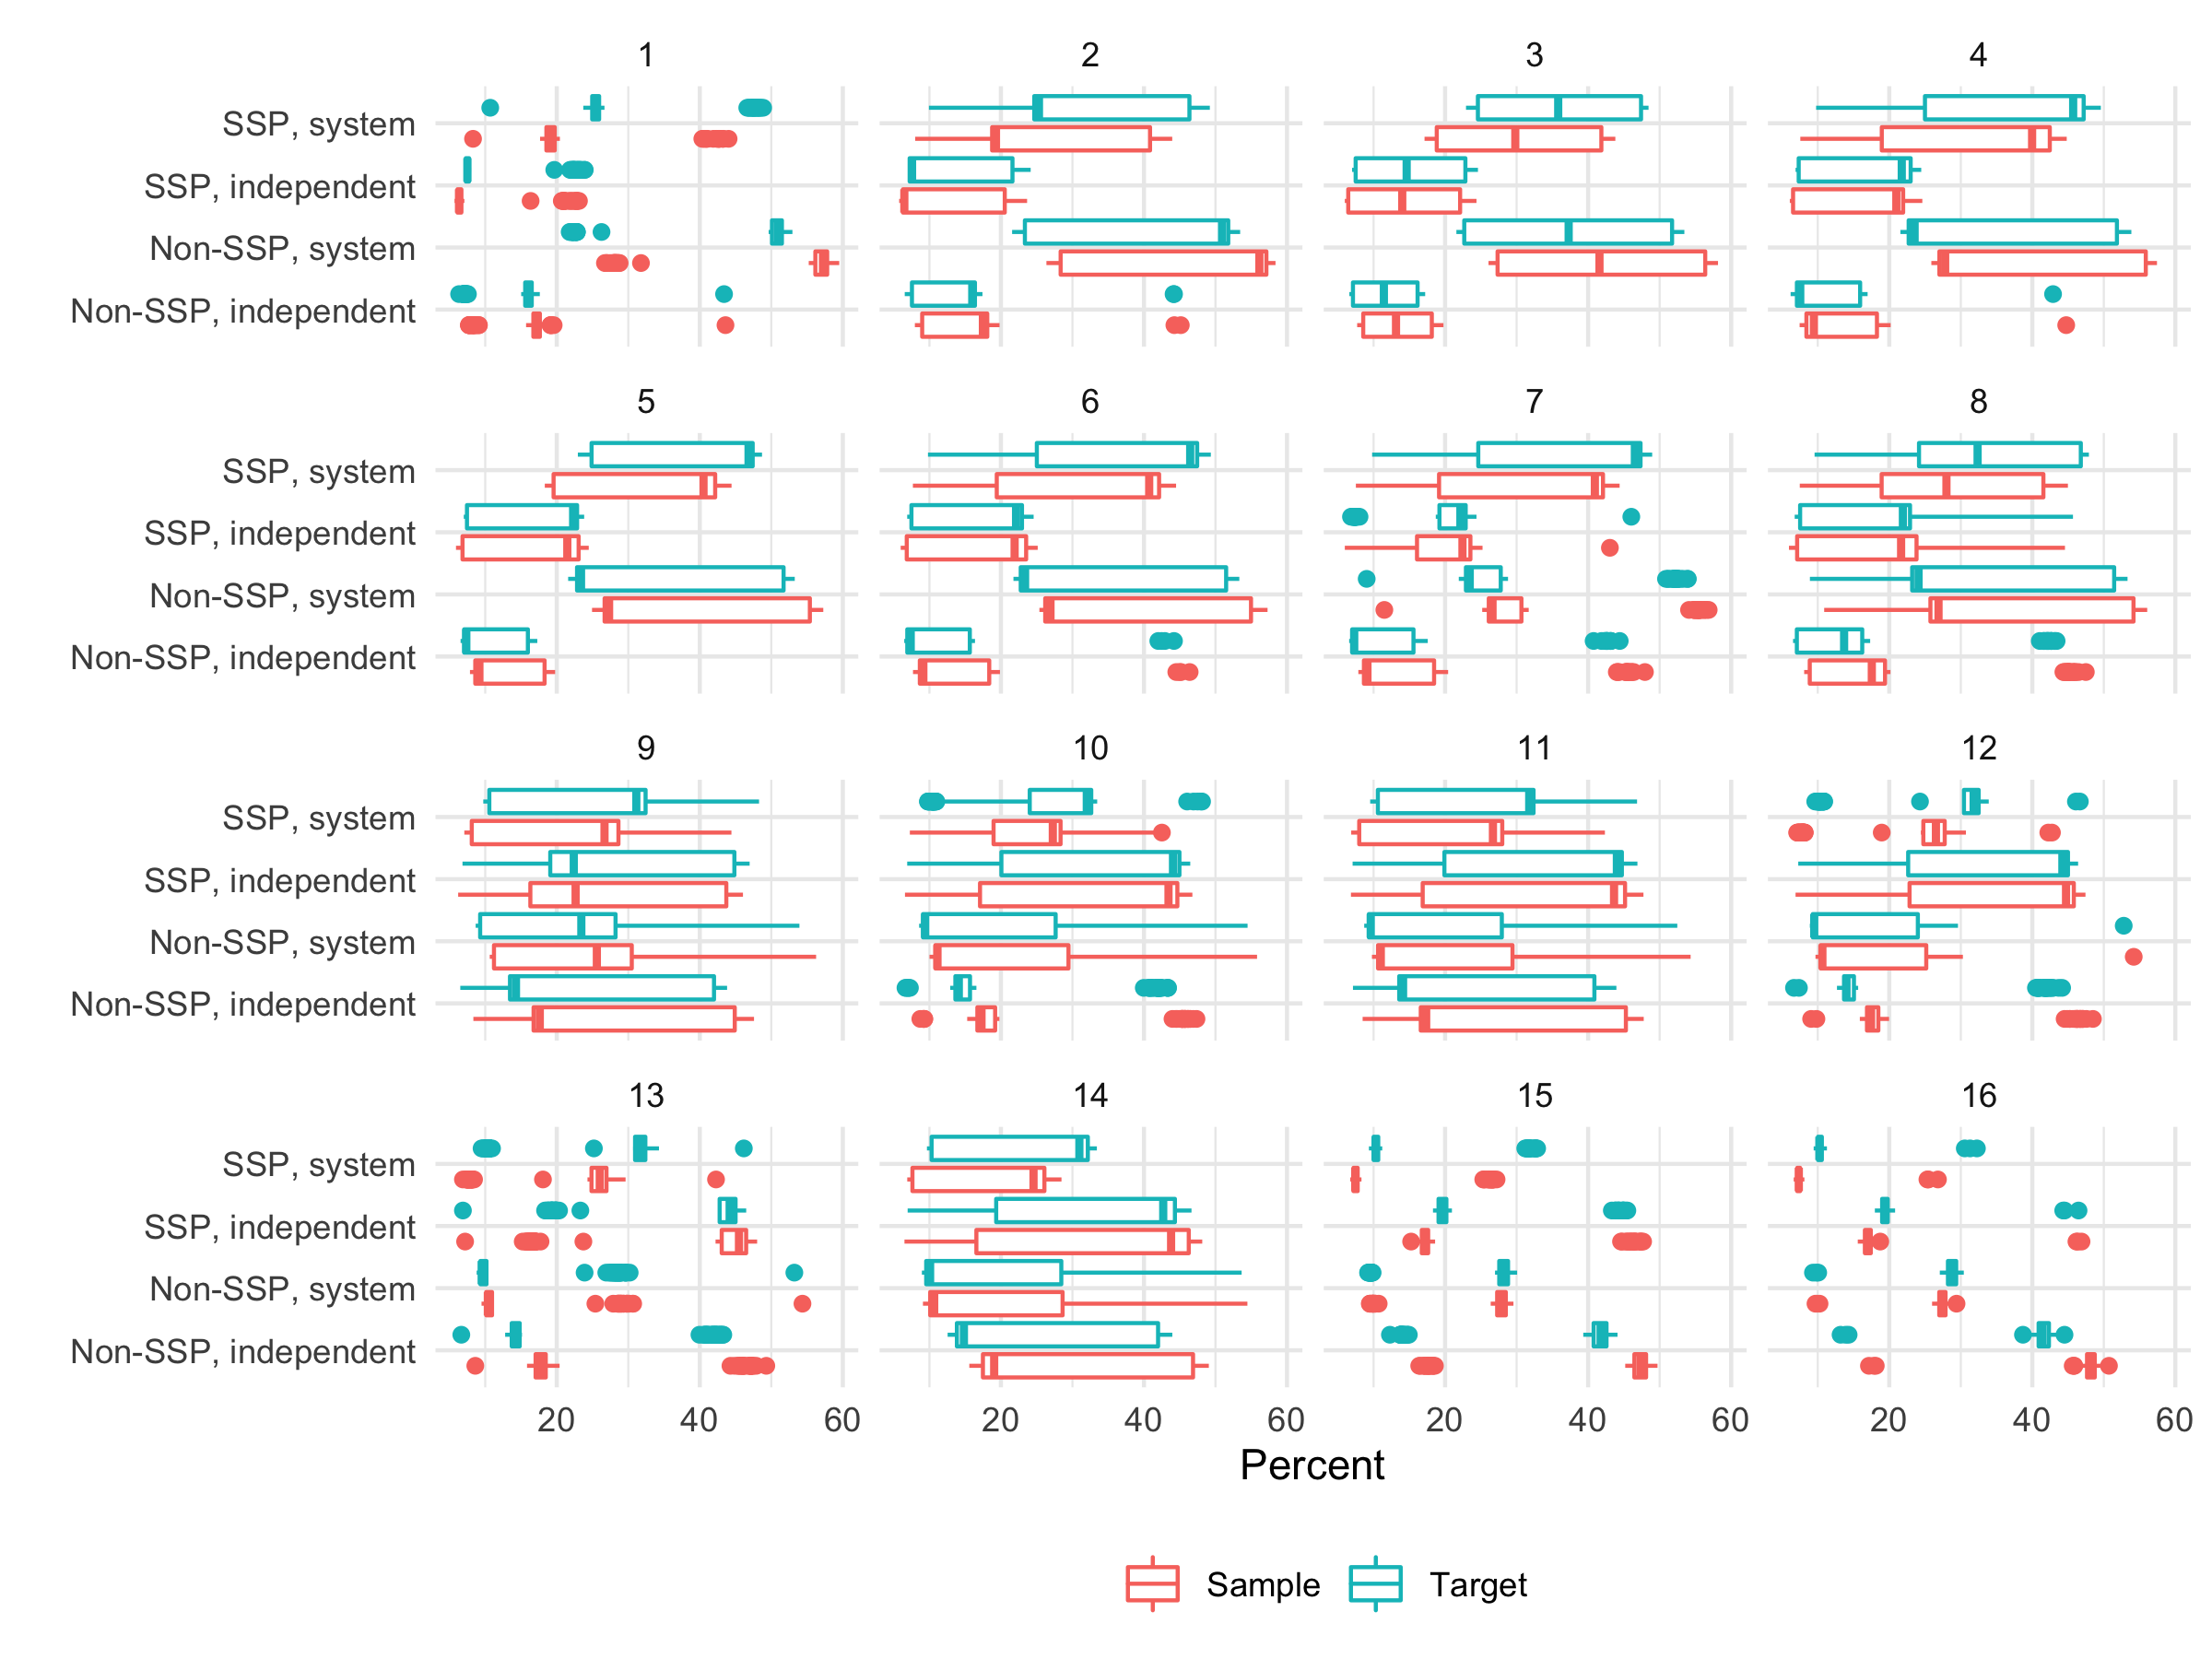 1 2 3 4
SSP, system
SSP, independent
Non-SSP, system
Non-SSP, independent
5 6 7 8
SSP, system
SSP, independent
Non-SSP, system
Non-SSP, independent
9 10 11 12
SSP, system
SSP, independent
Non-SSP, system
Non-SSP, independent
13 14 15 16
SSP, system
SSP, independent
Non-SSP, system
Non-SSP, independent
20 40 60 20 40 60 20 40 60 20 40 60
Percent
Sample Target